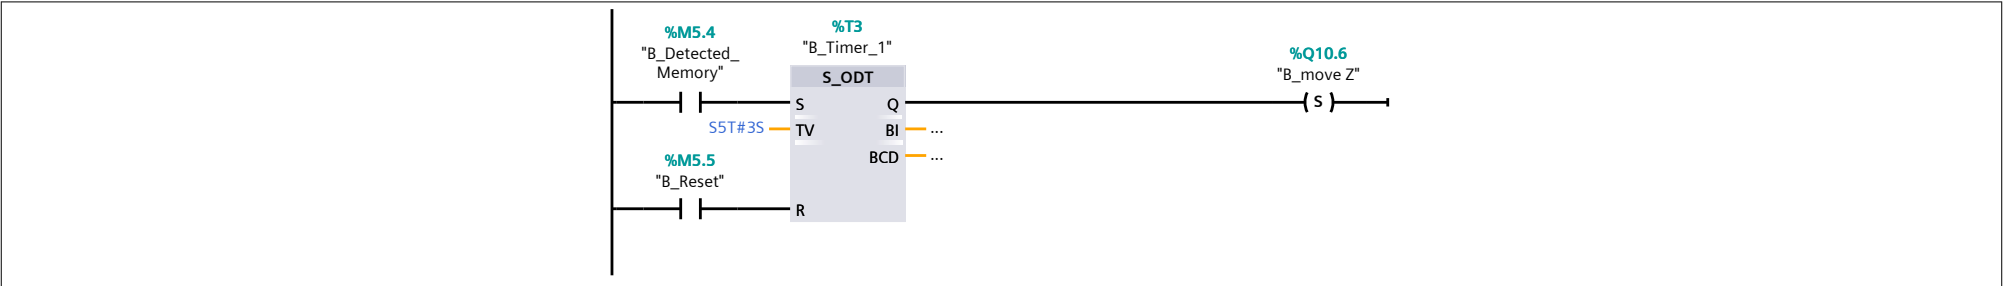 %M5.4
"B_Detected_
Memory"
%T3
"B_Timer_1"
%Q10.6
"B_move Z"
S_ODT
S
Q
S
S5T#3S
TV
BI
...
BCD
...
%M5.5
"B_Reset"
R